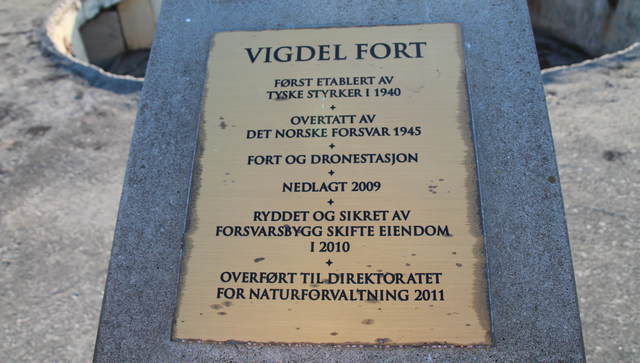 VIGDEL FORT
FØRST ETABLERT AV
TYSKE STYRKER I 1940
+
OVERTATT AV
DET NORSKE FORSVAR 1945
+
FORT OG DRONESTASJON
+
NEDLAGT 2009
+
RYDDET OG SIKRET AV
FORSVARSBYGG SKIFTE EIENDOM
I 2010
+
OVERFØRT TIL DIREKTORATET
FOR NATURFORVALTNING 2011